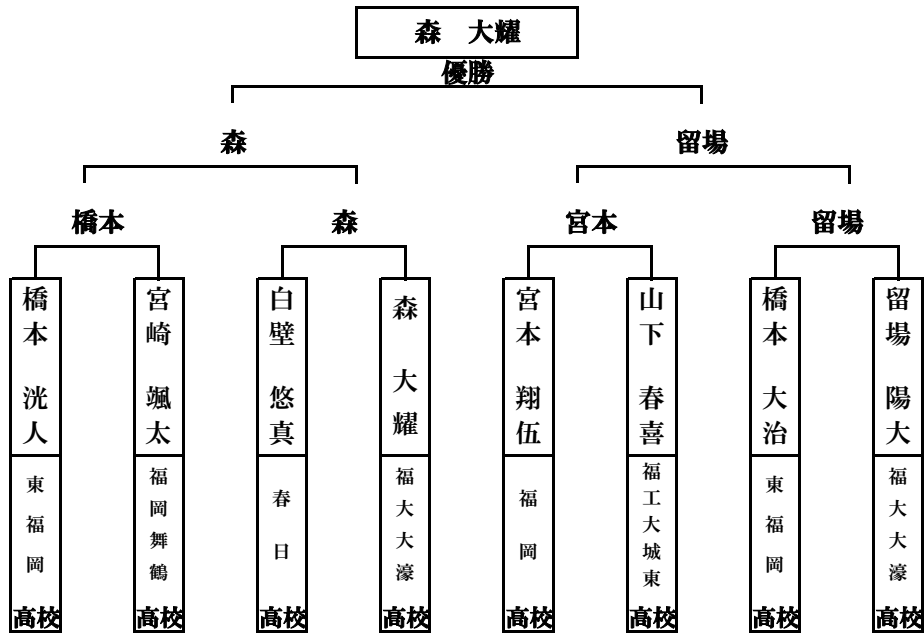 森　大耀
優勝
森
留場
橋本
森
宮本
留場
橋本　洸人
東福岡
高校
宮崎　颯太
福岡舞鶴
高校
白壁　悠真
春日
高校
森　大耀
福大大濠
高校
宮本　翔伍
福岡
高校
山下　春喜
福工大城東
高校
橋本　大治
東福岡
高校
留場　陽大
福大大濠
高校